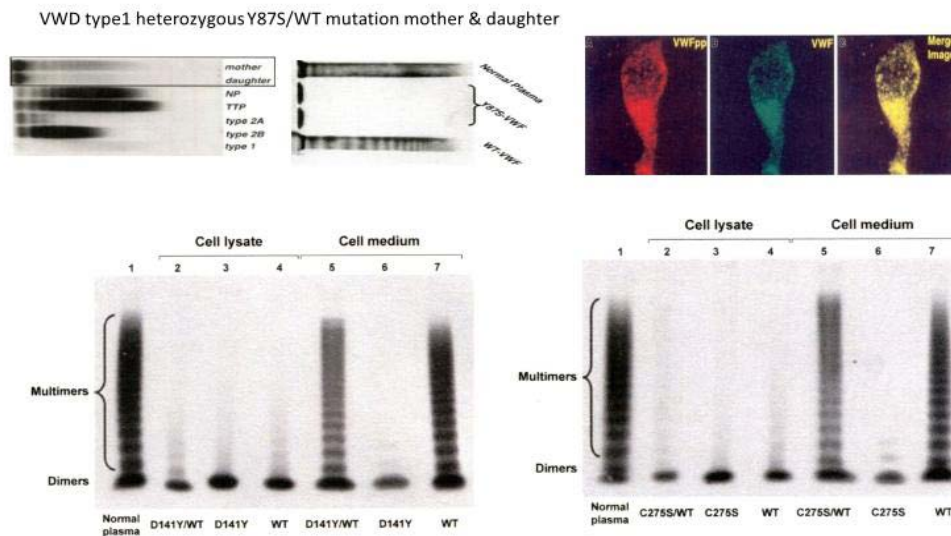 VWD type1 heterozygous Y87S/WT mutation mother & daughter
mother
daughter
NP
TTP
type 2A
type 2B
type 1
Normal Plasma
Y87S-VWF
WT-VWF
VWFpp
VWF
Merge
Image
Cell lysate Cell medium
1 2 3 4 5 6 7
Multimers
Dimers
Normal plasma D141Y/WT D141Y WT D141Y/WT D141Y WT
Cell lysate Cell medium
1 2 3 4 5 6 7
Multimers
Dimers
Normal plasma C275S/WT C275S WT C275S/WT C275S WT